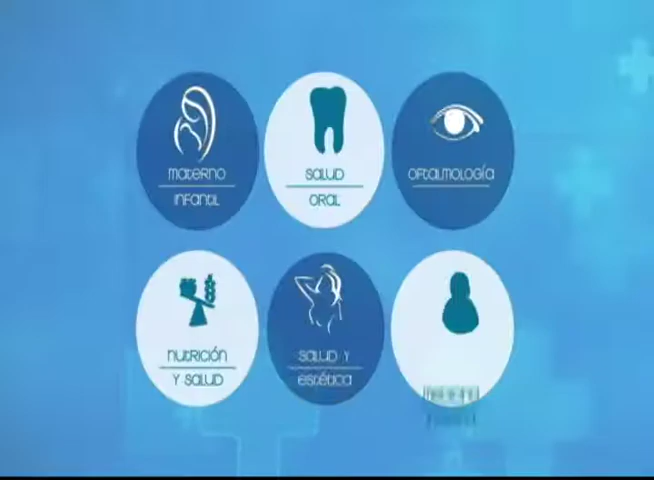 materno
infantil
salud
oral
oftalmología
nutrición
y salud
salud y
estética